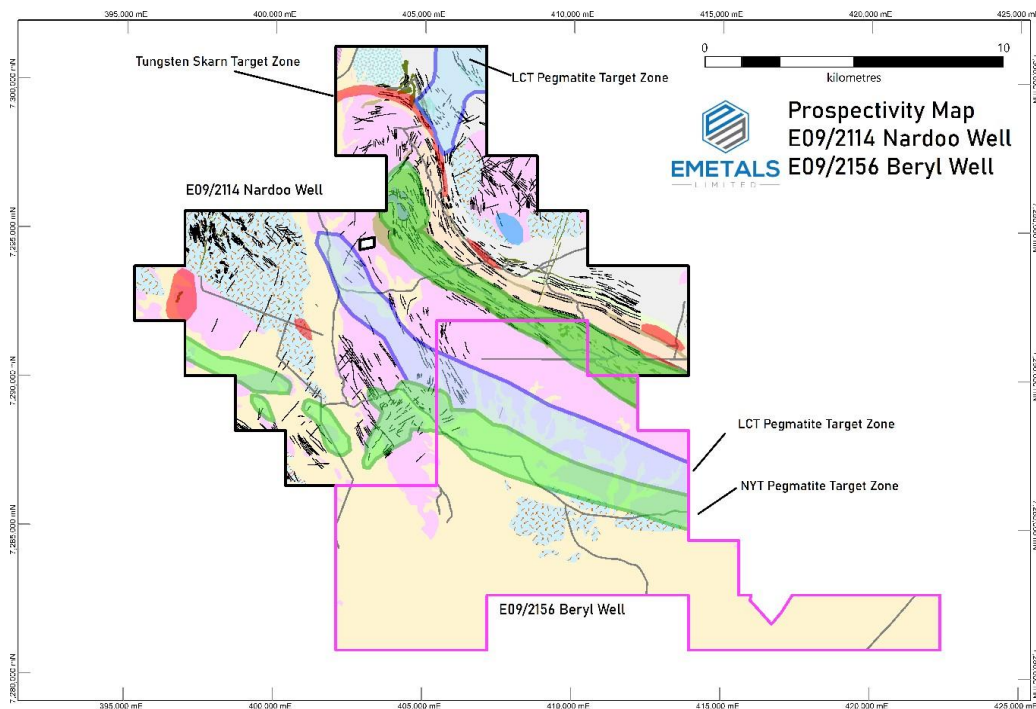 395,000 mE
400,000 mE
405,000 mE
410,000 mE
415,000 mE
420,000 mE
425,000 mE
Tungsten Skarn Target Zone
LCT Pegmatite Target Zone
0
10
kilometres
7,300,000 mN
EMETALS
LIMITED
Prospectivity Map
E09/2114 Nardoo Well
E09/2156 Beryl Well
E09/2114 Nardoo Well
7,295,000 mN
7,290,000 mN
LCT Pegmatite Target Zone
NYT Pegmatite Target Zone
7,285,000 mN
E09/2156 Beryl Well
7,280,000 mN
395,000 mE
400,000 mE
405,000 mE
410,000 mE
415,000 mE
420,000 mE